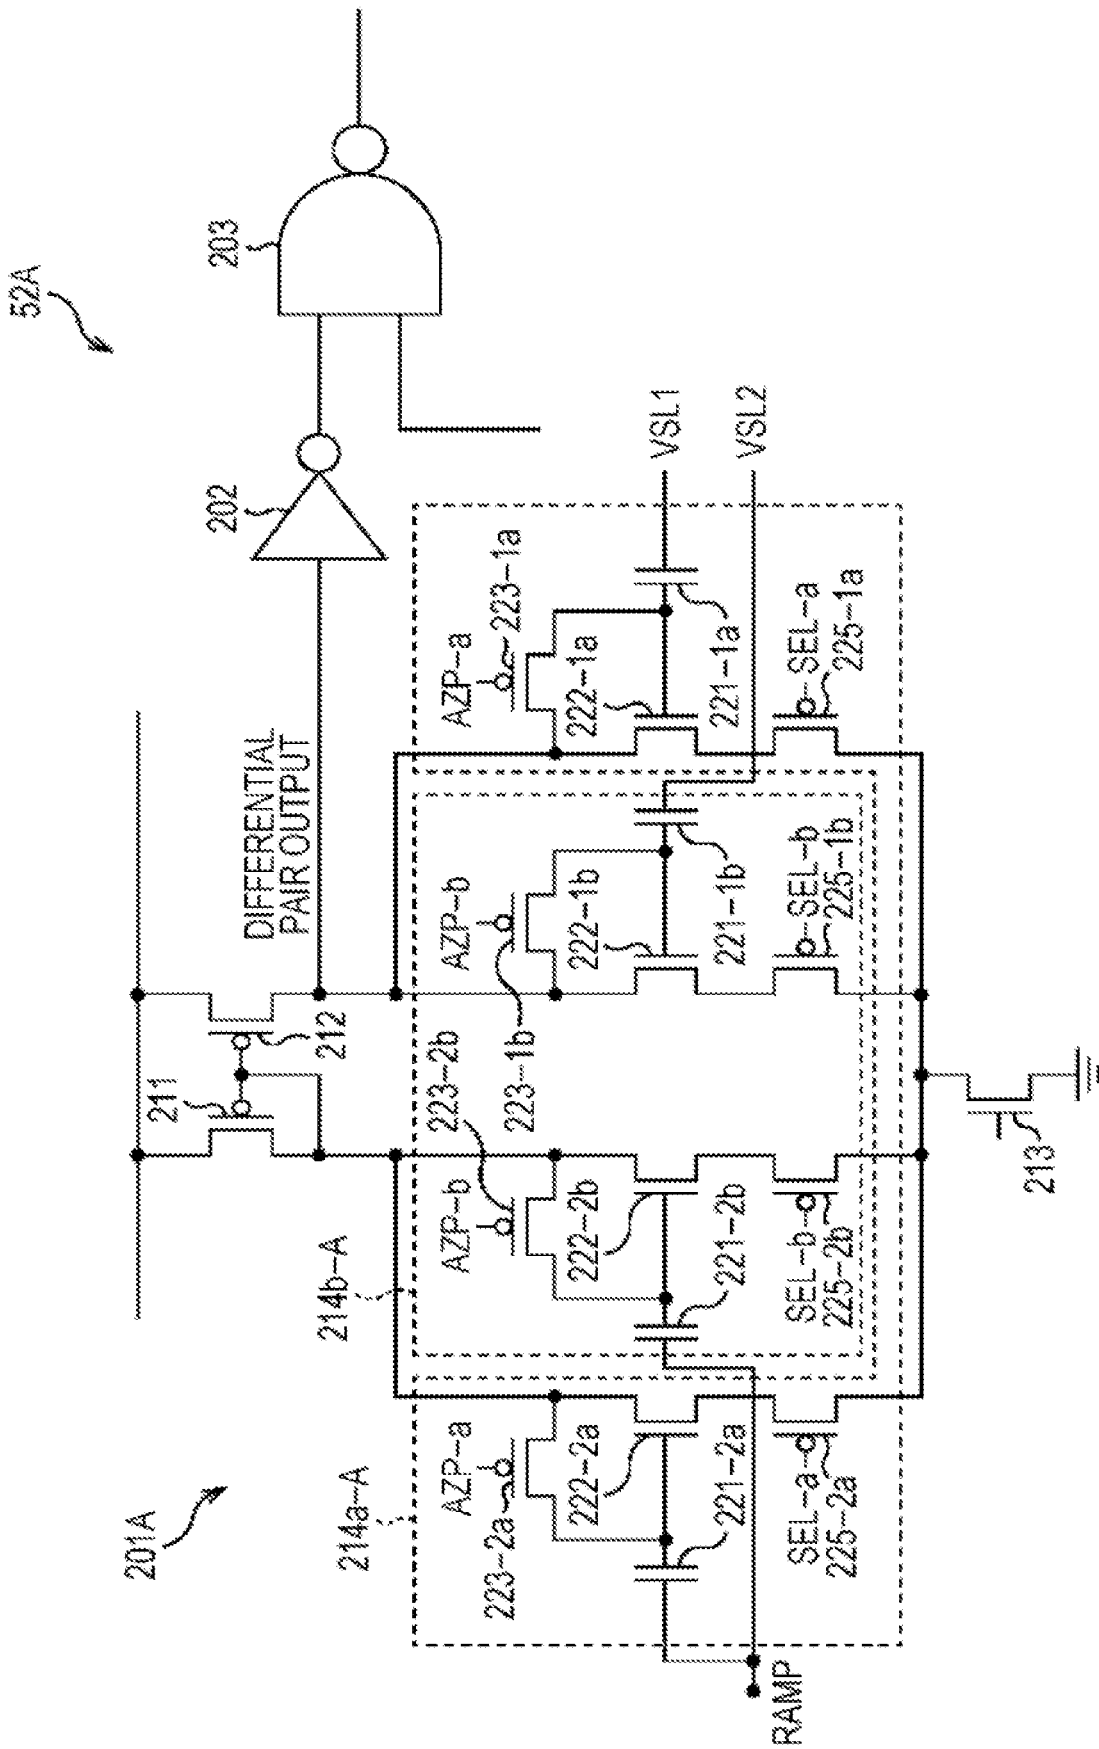 52A
201A
211
212
DIFFERENTIAL
PAIR OUTPUT
202
203
214a-A
214b-A
AZP-a
223-2a
222-2a
221-2a
SEL-a
225-2a
AZP-b
223-2b
222-2b
221-2b
SEL-b
225-2b
AZP-b
223-1b
222-1b
221-1b
SEL-b
225-1b
AZP-a
223-1a
222-1a
221-1a
SEL-a
225-1a
VSL1
VSL2
RAMP
213